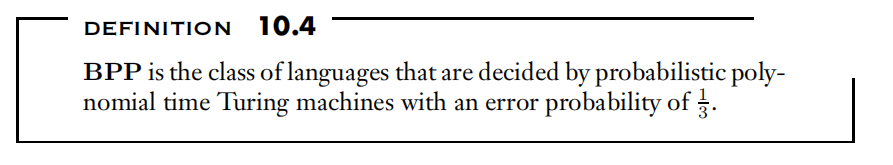 DEFINITION 10.4
BPP is the class of languages that are decided by probabilistic poly-
nomial time Turing machines with an error probability of 1/3.